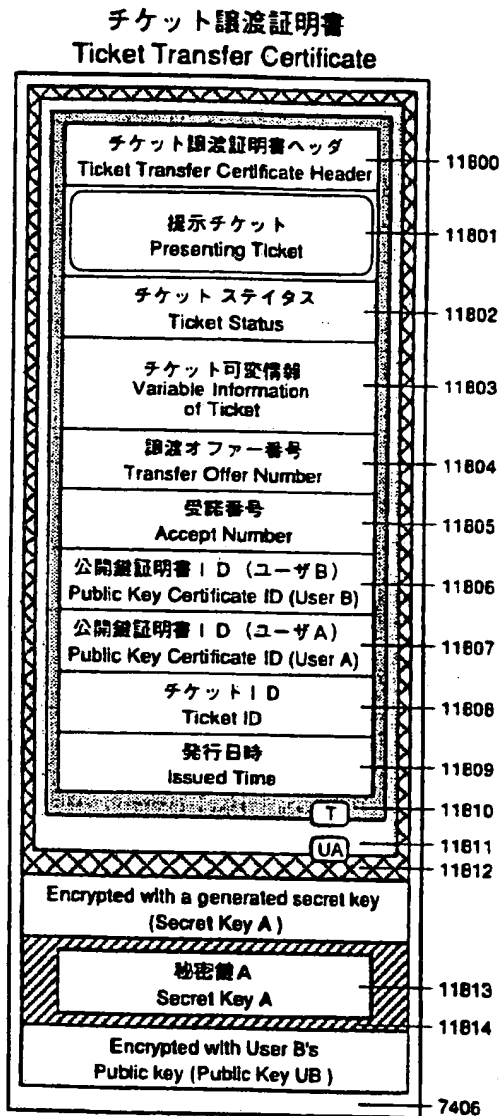 チケット譲渡証明書
Ticket Transfer Certificate
チケット譲渡証明書ヘッダ
Ticket Transfer Certificate Header
11800
提示チケット
Presenting Ticket
11801
チケット ステイタス
Ticket Status
11802
チケット可変情報
Variable Information
of Ticket
11803
譲渡オファー番号
Transfer Offer Number
11804
受諾番号
Accept Number
11805
公開鍵証明書ID (ユーザB)
Public Key Certificate ID (User B)
11806
公開鍵証明書ID (ユーザA)
Public Key Certificate ID (User A)
11807
チケットID
Ticket ID
11808
発行日時
Issued Time
11809
T
11810
UA
11811
11812
Encrypted with a generated secret key
(Secret Key A )
秘密鍵A
Secret Key A
11813
11814
Encrypted with User B's
Public key (Public Key UB )
7406